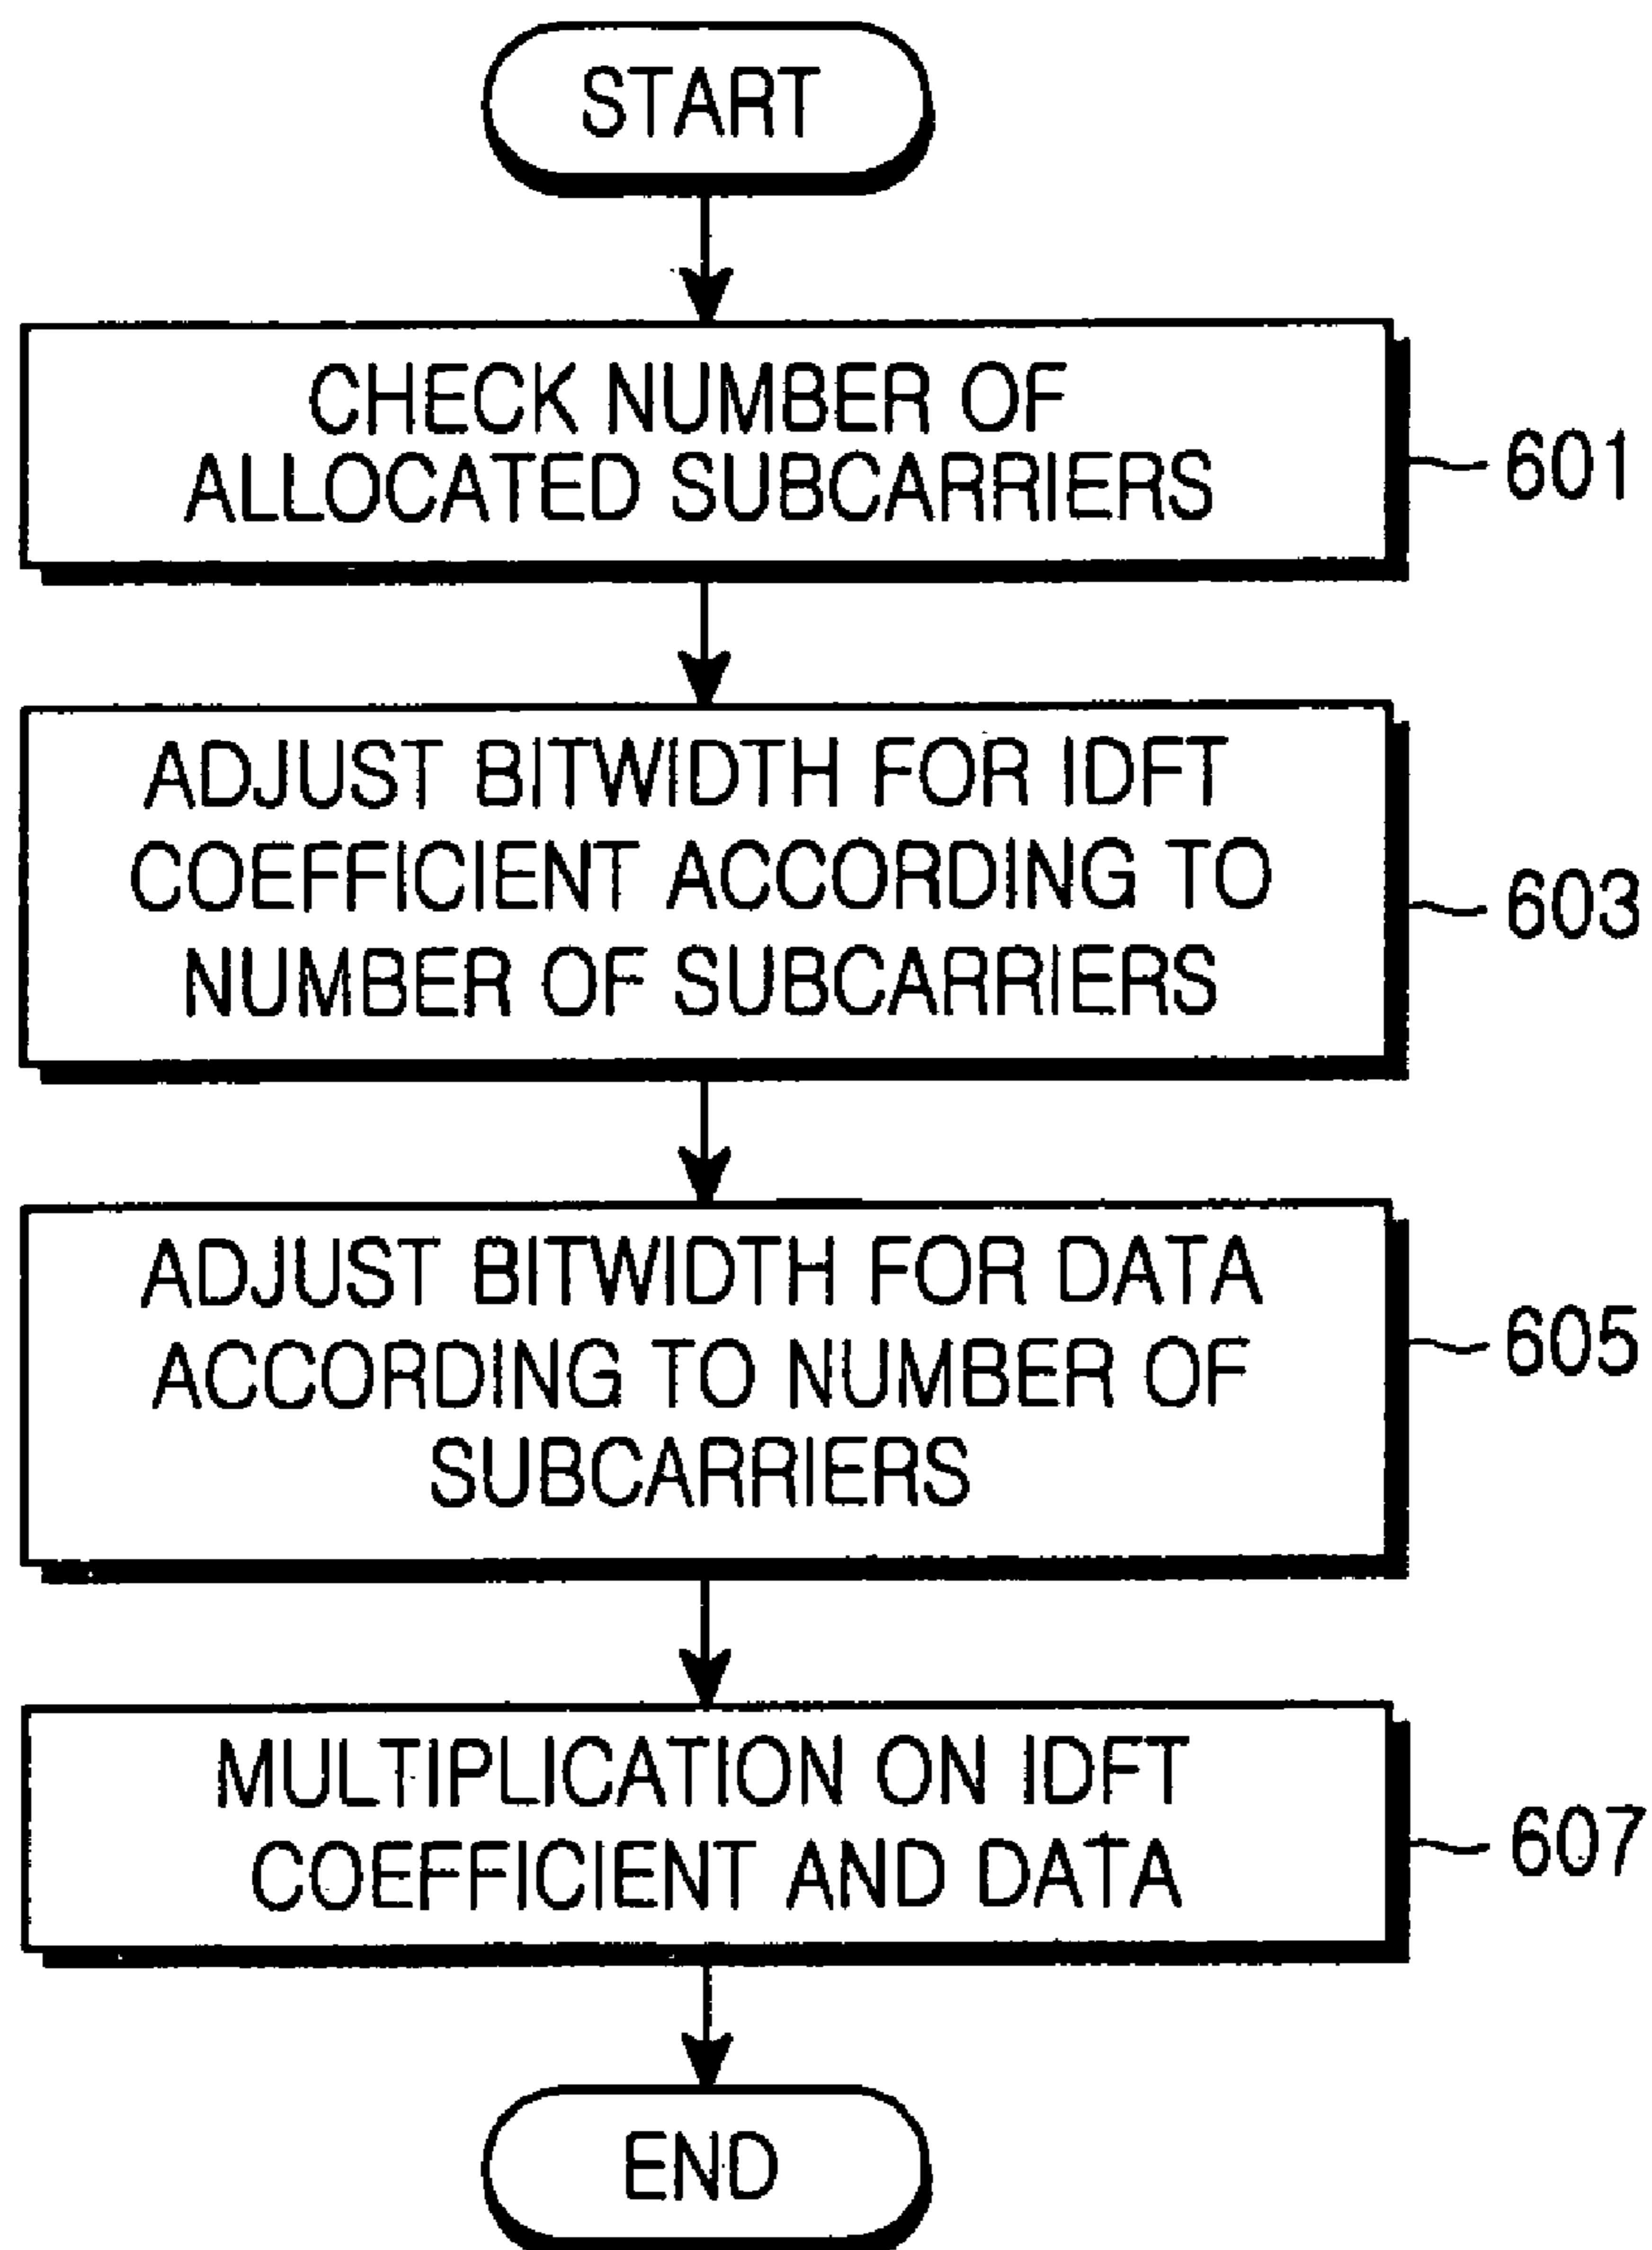 START
CHECK NUMBER OF
ALLOCATED SUBCARRIERS
601
ADJUST BITWIDTH FOR IDFT
COEFFICIENT ACCORDING TO
NUMBER OF SUBCARRIERS
603
ADJUST BITWIDTH FOR DATA
ACCORDING TO NUMBER OF
SUBCARRIERS
605
MULTIPLICATION ON IDFT
COEFFICIENT AND DATA
607
END